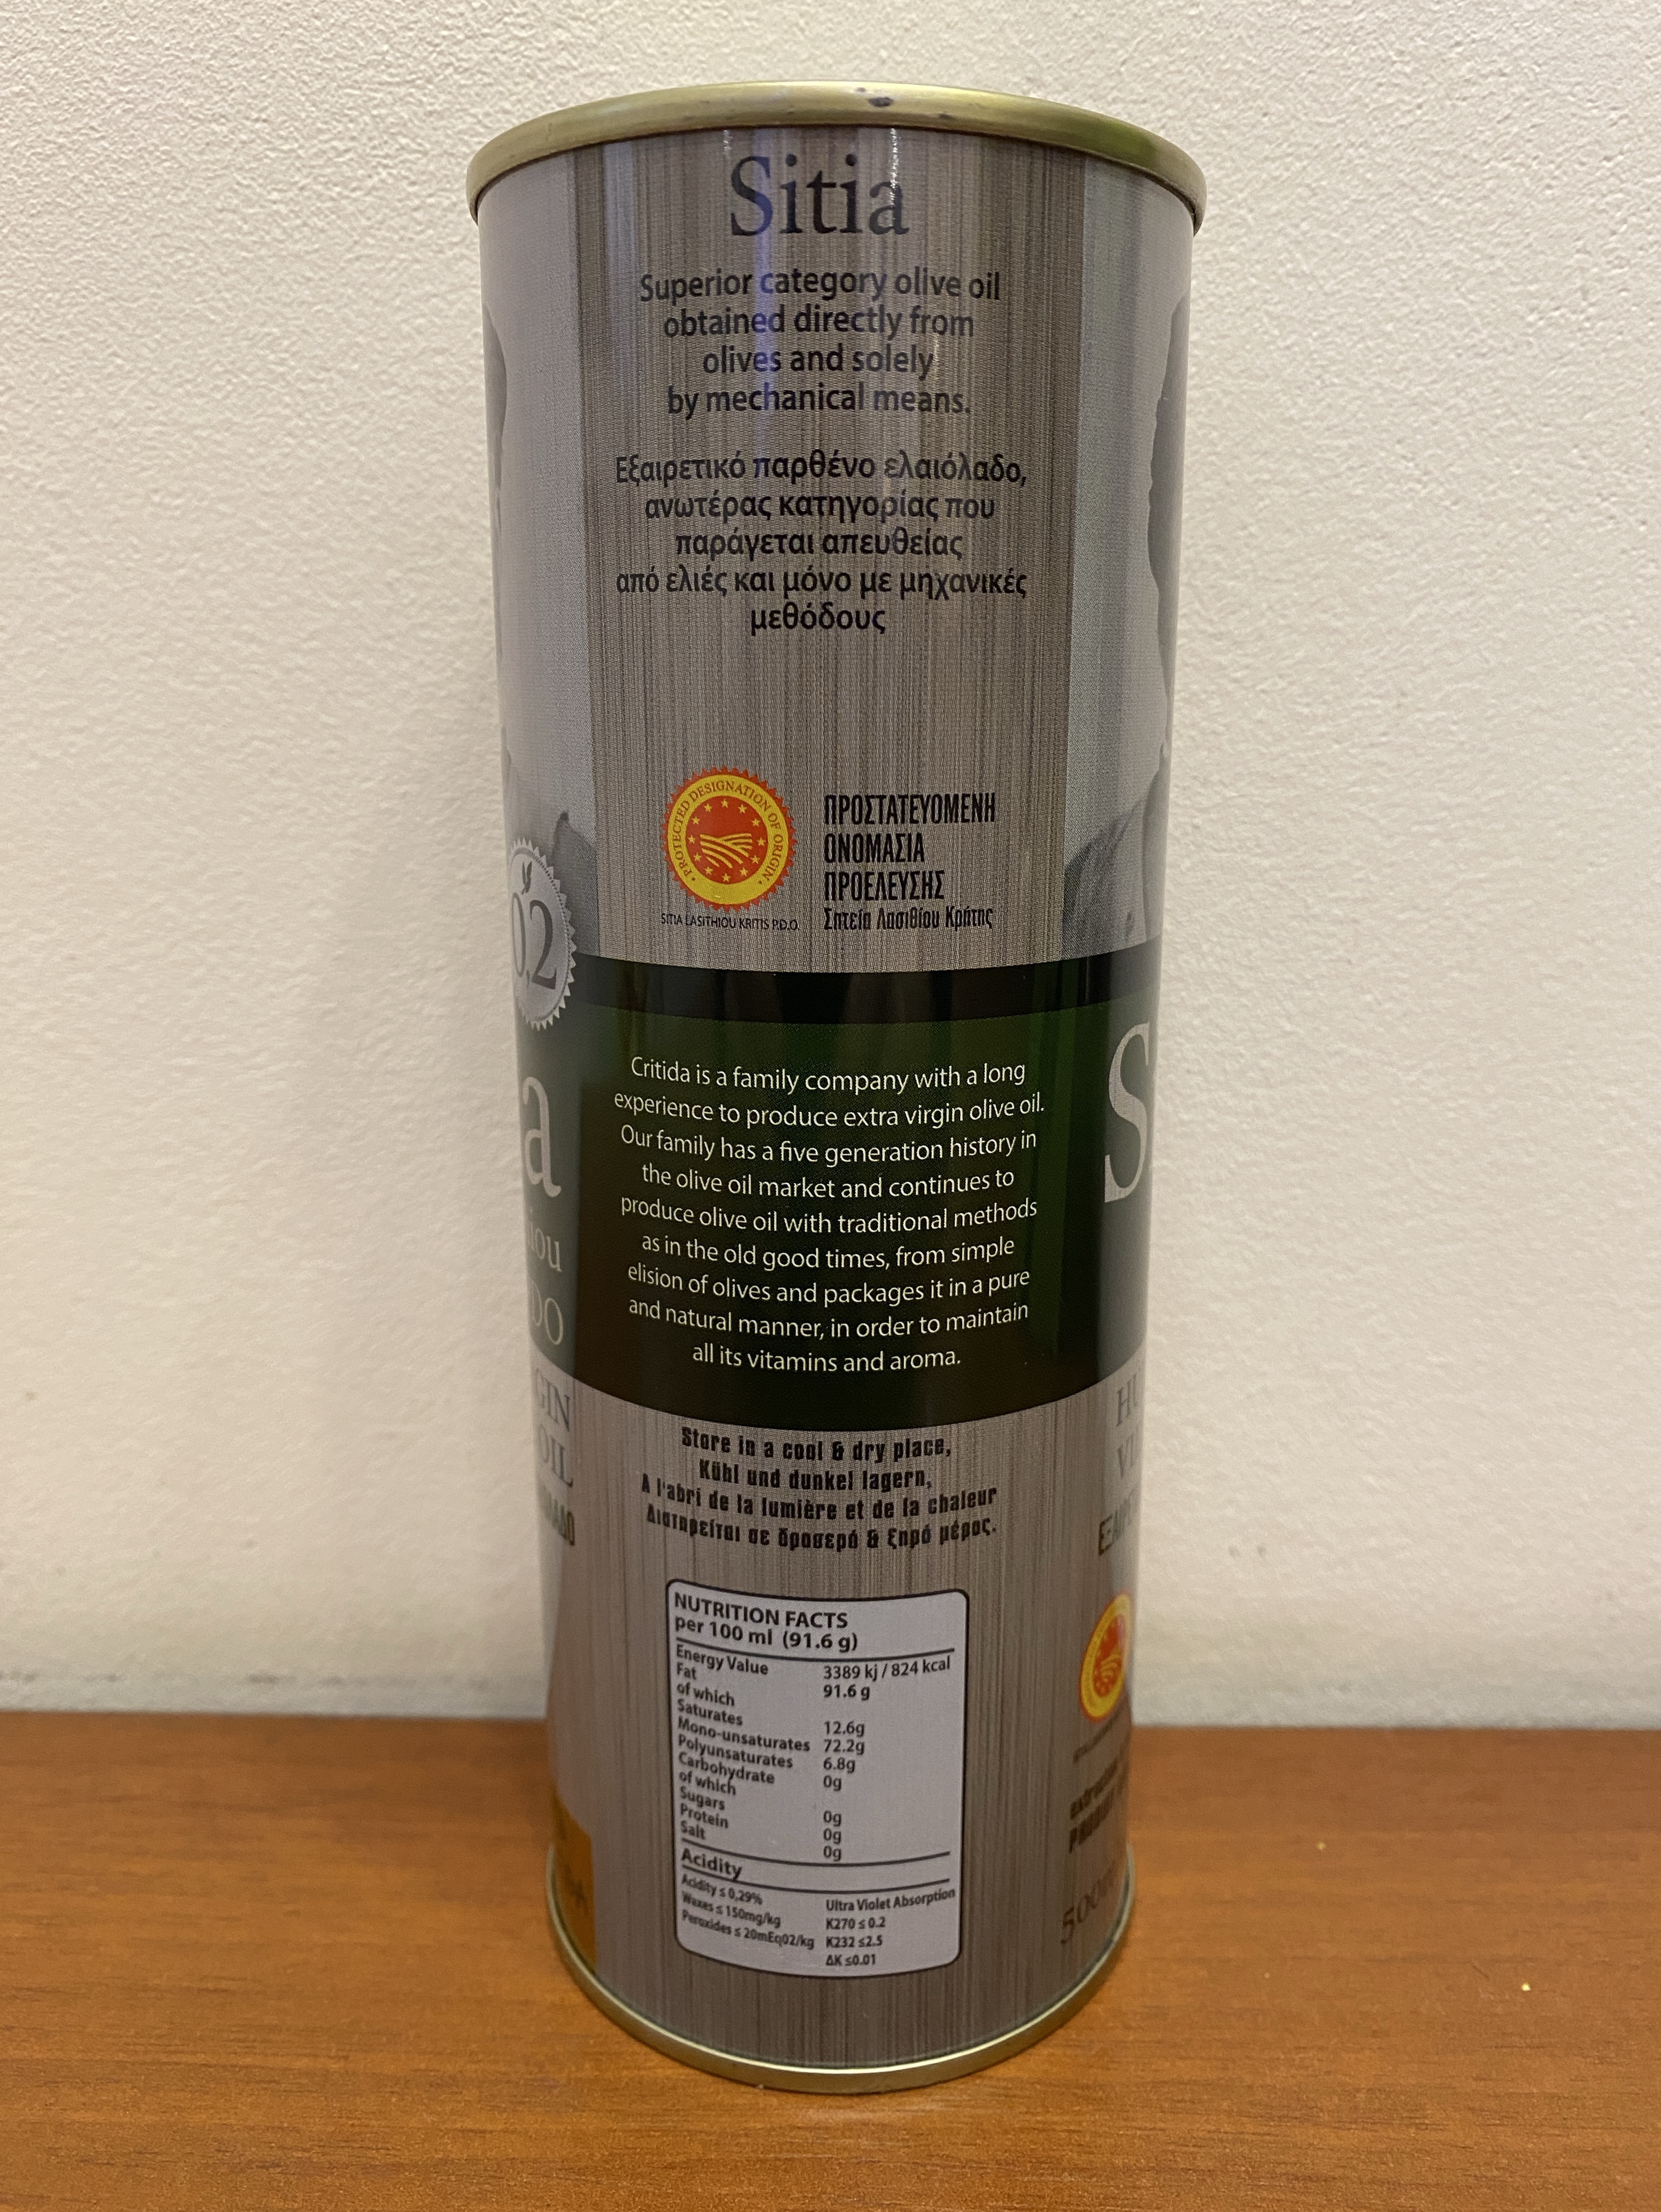 Sitia
Superior category olive oil
obtained directly from
olives and solely
by mechanical means.
Εξαιρετικό παρθένο ελαιόλαδο,
ανωτέρας κατηγορίας που
παράγεται απευθείας
από ελιές και μόνο με μηχανικές
μεθόδους
PROTECTED DESIGNATION OF ORIGIN
SITIA LASITHIOU KRITIS P.D.O.
ΠΡΟΣΤΑΤΕΥΟΜΕΝΗ
ΟΝΟΜΑΣΙΑ
ΠΡΟΕΛΕΥΣΗΣ
Σητεία Λασιθίου Κρήτης
0,2
a
iou
DO
GIN
OIL
Critida is a family company with a long
experience to produce extra virgin olive oil.
Our family has a five generation history in
the olive oil market and continues to
produce olive oil with traditional methods
as in the old good times, from simple
elision of olives and packages it in a pure
and natural manner, in order to maintain
all its vitamins and aroma.
S
Store in a cool & dry place,
Kühl und dunkel lagern,
A l'abri de la lumière et de la chaleur
Διατηρείται σε δροσερό & ξηρό μέρος.
NUTRITION FACTS
per 100 ml (91.6 g)
Energy Value 3389 kj / 824 kcal
Fat 91.6 g
of which
Saturates 12.6g
Mono-unsaturates 72.2g
Polyunsaturates 6.8g
Carbohydrate 0g
of which
Sugars 0g
Protein 0g
Salt 0g
Acidity
Acidity ≤ 0,29% Ultra Violet Absorption
Waxes ≤ 150mg/kg K270 ≤ 0.2
Peroxides ≤ 20mEq02/kg K232 ≤2.5
ΔK ≤0.01
500